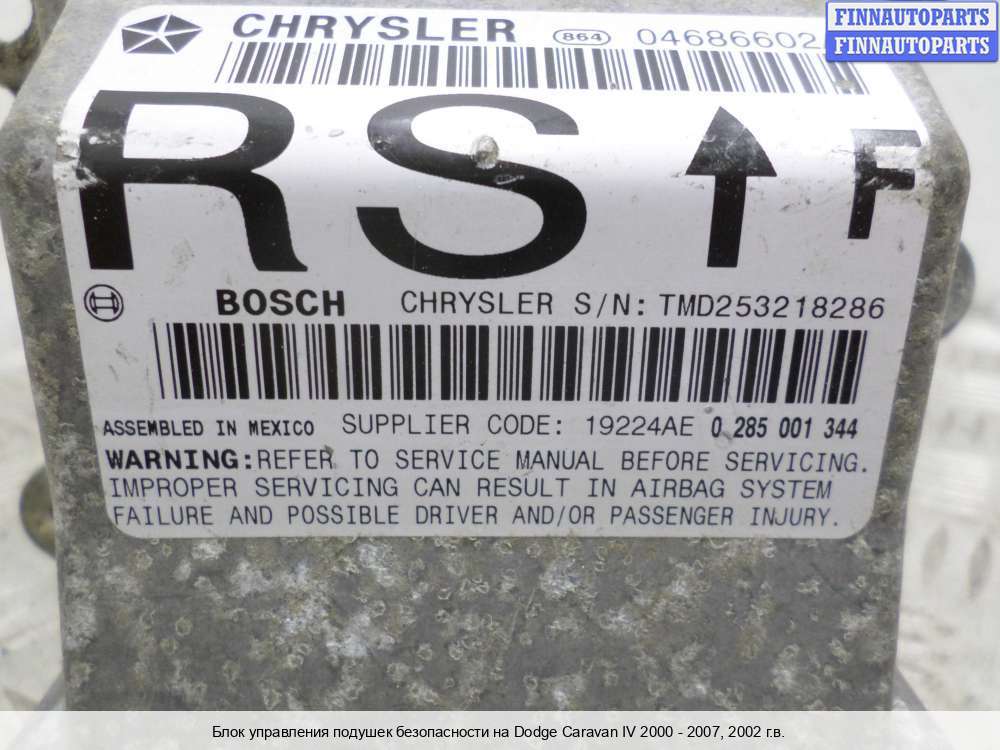 CHRYSLER 864 04686602
FINNAUTOPARTS
FINNAUTOPARTS
RS F
BOSCH CHRYSLER S/N: TMD253218286
ASSEMBLED IN MEXICO SUPPLIER CODE: 19224AE 0 285 001 344
WARNING:REFER TO SERVICE MANUAL BEFORE SERVICING.
IMPROPER SERVICING CAN RESULT IN AIRBAG SYSTEM
FAILURE AND POSSIBLE DRIVER AND/OR PASSENGER INJURY.
Блок управления подушек безопасности на Dodge Caravan IV 2000 - 2007, 2002 г.в.